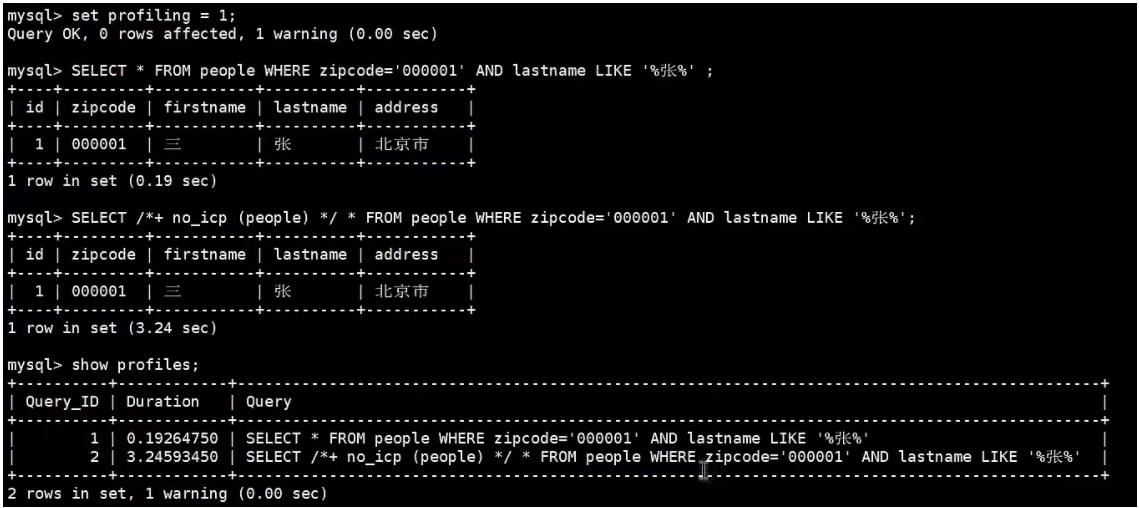 mysql> set profiling = 1;
Query OK, 0 rows affected, 1 warning (0.00 sec)
mysql> SELECT * FROM people WHERE zipcode='000001' AND lastname LIKE '%张%' ;
+----+---------+-----------+----------+-----------+
| id | zipcode | firstname | lastname | address   |
+----+---------+-----------+----------+-----------+
|  1 | 000001  | 三        | 张       | 北京市    |
+----+---------+-----------+----------+-----------+
1 row in set (0.19 sec)
mysql> SELECT /*+ no_icp (people) */ * FROM people WHERE zipcode='000001' AND lastname LIKE '%张%';
+----+---------+-----------+----------+-----------+
| id | zipcode | firstname | lastname | address   |
+----+---------+-----------+----------+-----------+
|  1 | 000001  | 三        | 张       | 北京市    |
+----+---------+-----------+----------+-----------+
1 row in set (3.24 sec)
mysql> show profiles;
+----------+------------+-----------------------------------------------------------------------------------------------+
| Query_ID | Duration   | Query                                                                                         |
+----------+------------+-----------------------------------------------------------------------------------------------+
|        1 | 0.19264750 | SELECT * FROM people WHERE zipcode='000001' AND lastname LIKE '%张%'                          |
|        2 | 3.24593450 | SELECT /*+ no_icp (people) */ * FROM people WHERE zipcode='000001' AND lastname LIKE '%张%'  |
+----------+------------+-----------------------------------------------------------------------------------------------+
2 rows in set, 1 warning (0.00 sec)